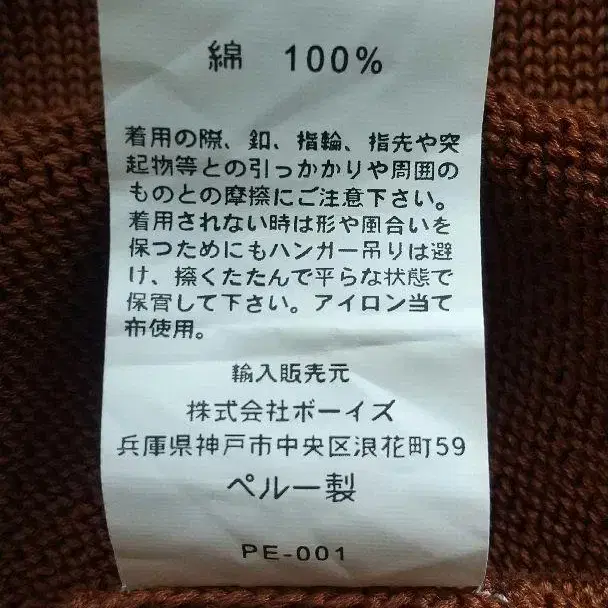 綿 100%
着用の際、釦、指輪、指先や突
起物等との引っかかりや周囲の
ものとの摩擦にご注意下さい。
着用されない時は形や風合いを
保つためにもハンガー吊りは避
け、擦くたたんで平らな状態で
保管して下さい。アイロン当て
布使用。
輸入販売元
株式会社ボーイズ
兵庫県神戸市中央区浪花町59
ペルー製
PE-001